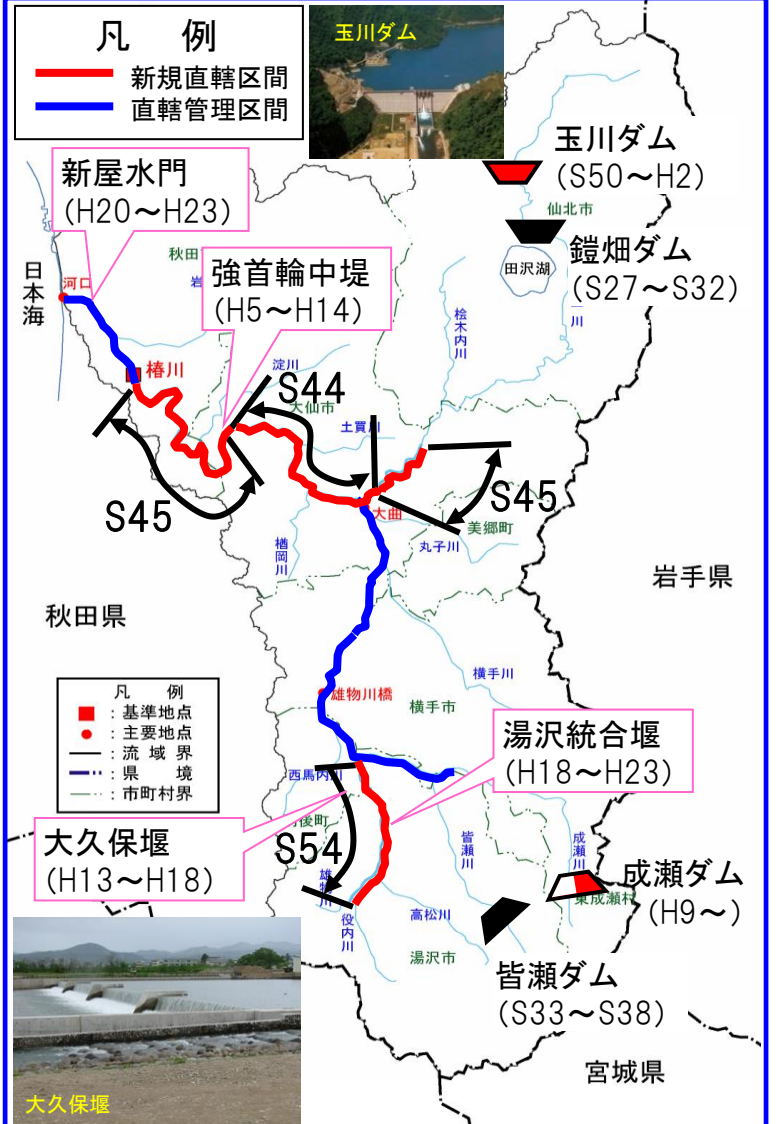 凡　例
新規直轄区間
直轄管理区間
玉川ダム
玉川ダム
(S50～H2)
仙北市
鎧畑ダム
(S27～S32)
田沢湖
川
新屋水門
(H20～H23)
秋田
日本海
河口
岩
強首輪中堤
(H5～H14)
桧木内川
椿川
淀川
S44
大仙市
土買川
S45
S45
大曲
美郷町
丸子川
楢岡川
岩手県
秋田県
横手川
凡　例
：基準地点
：主要地点
：流域界
：県　境
：市町村界
雄物川橋
横手市
湯沢統合堰
(H18～H23)
西馬内川
後町
大久保堰
(H13～H18)
S54
皆瀬川
成瀬川
成瀬ダム
(H9～)
東成瀬村
雄物川
役内川
高松川
湯沢市
皆瀬ダム
(S33～S38)
宮城県
大久保堰